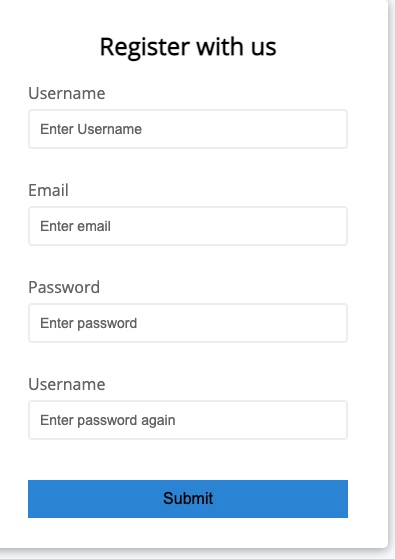 Register with us
Username
Enter Username
Email
Enter email
Password
Enter password
Username
Enter password again
Submit